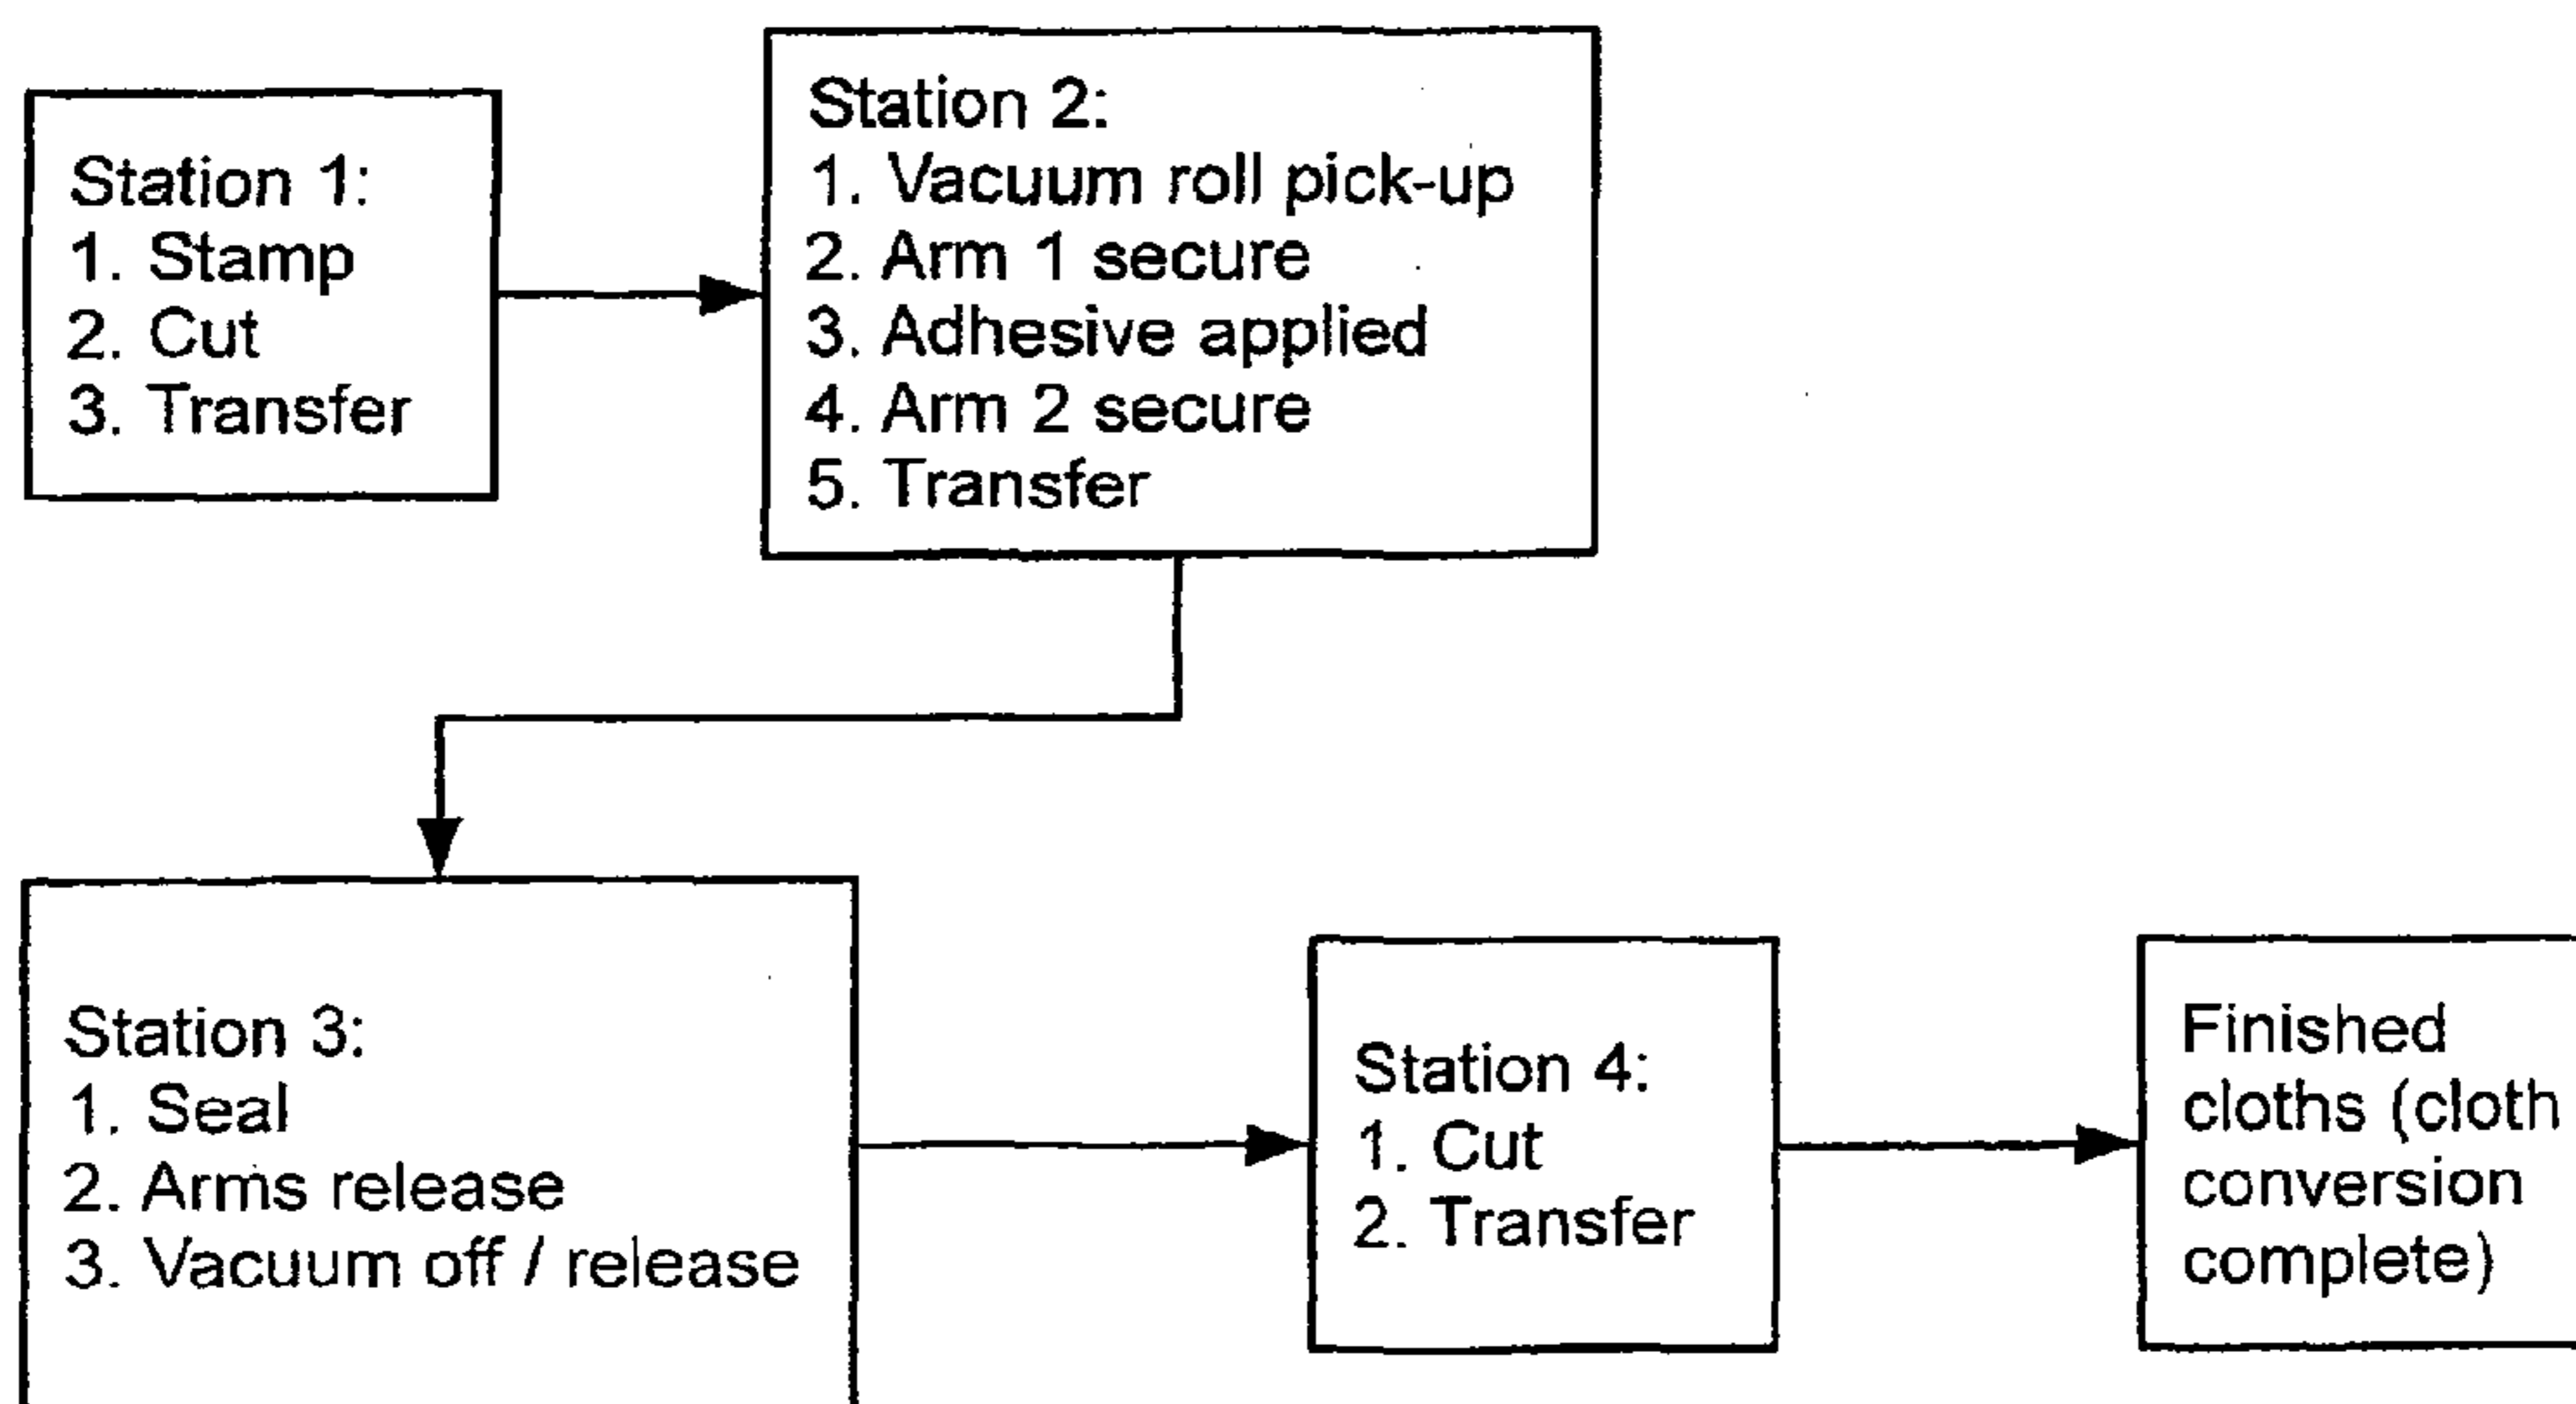 Station 1:
1. Stamp
2. Cut
3. Transfer
Station 2:
1. Vacuum roll pick-up
2. Arm 1 secure
3. Adhesive applied
4. Arm 2 secure
5. Transfer
Station 3:
1. Seal
2. Arms release
3. Vacuum off / release
Station 4:
1. Cut
2. Transfer
Finished
cloths (cloth
conversion
complete)